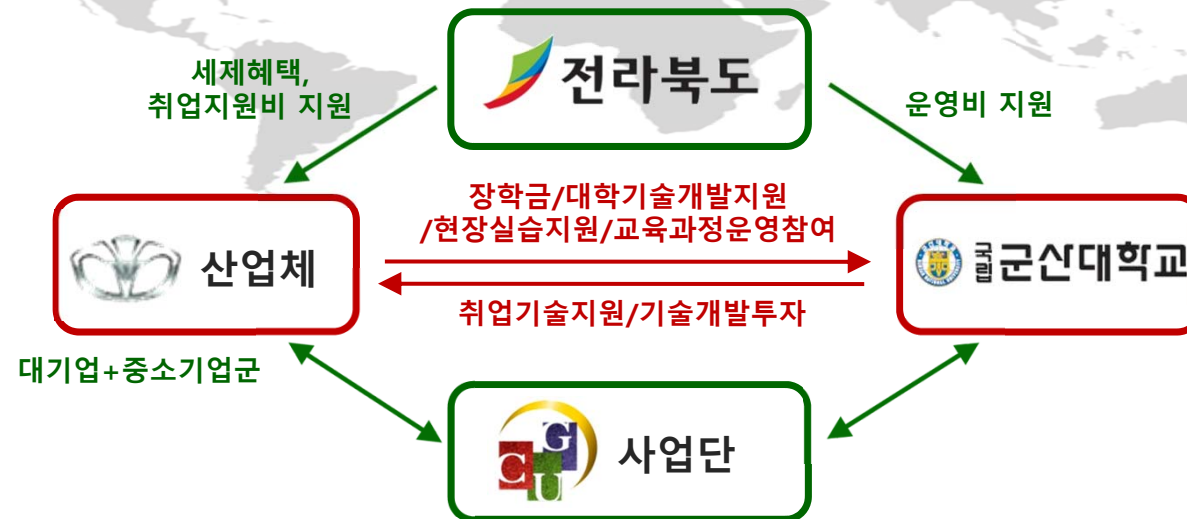 전라북도
세제혜택,
취업지원비 지원
운영비 지원
장학금/대학기술개발지원
/현장실습지원/교육과정운영참여
산업체
국립군산대학교
취업기술지원/기술개발투자
대기업+중소기업군
CGU
사업단